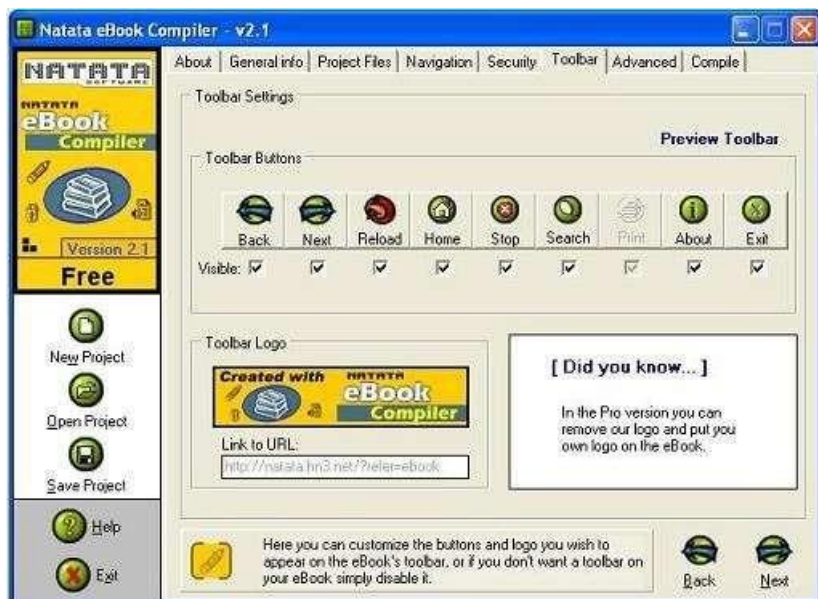 Natata eBook Compiler - v2.1
NATATA
SOFTWARE
NATATA
eBook
Compiler
Version 2.1
Free
New Project
Open Project
Save Project
Help
Exit
About General info Project Files Navigation Security Toolbar Advanced Compile
Toolbar Settings
Preview Toolbar
Toolbar Buttons
Back Next Reload Home Stop Search Print About Exit
Visible:
Toolbar Logo
Created with NATATA
eBook
Compiler
Link to URL:
http://natata.hn3.net/?refer=ebook
[ Did you know... ]
In the Pro version you can
remove our logo and put you
own logo on the eBook.
Here you can customize the buttons and logo you wish to
appear on the eBook's toolbar, or if you don't want a toolbar on
your eBook simply disable it.
Back Next